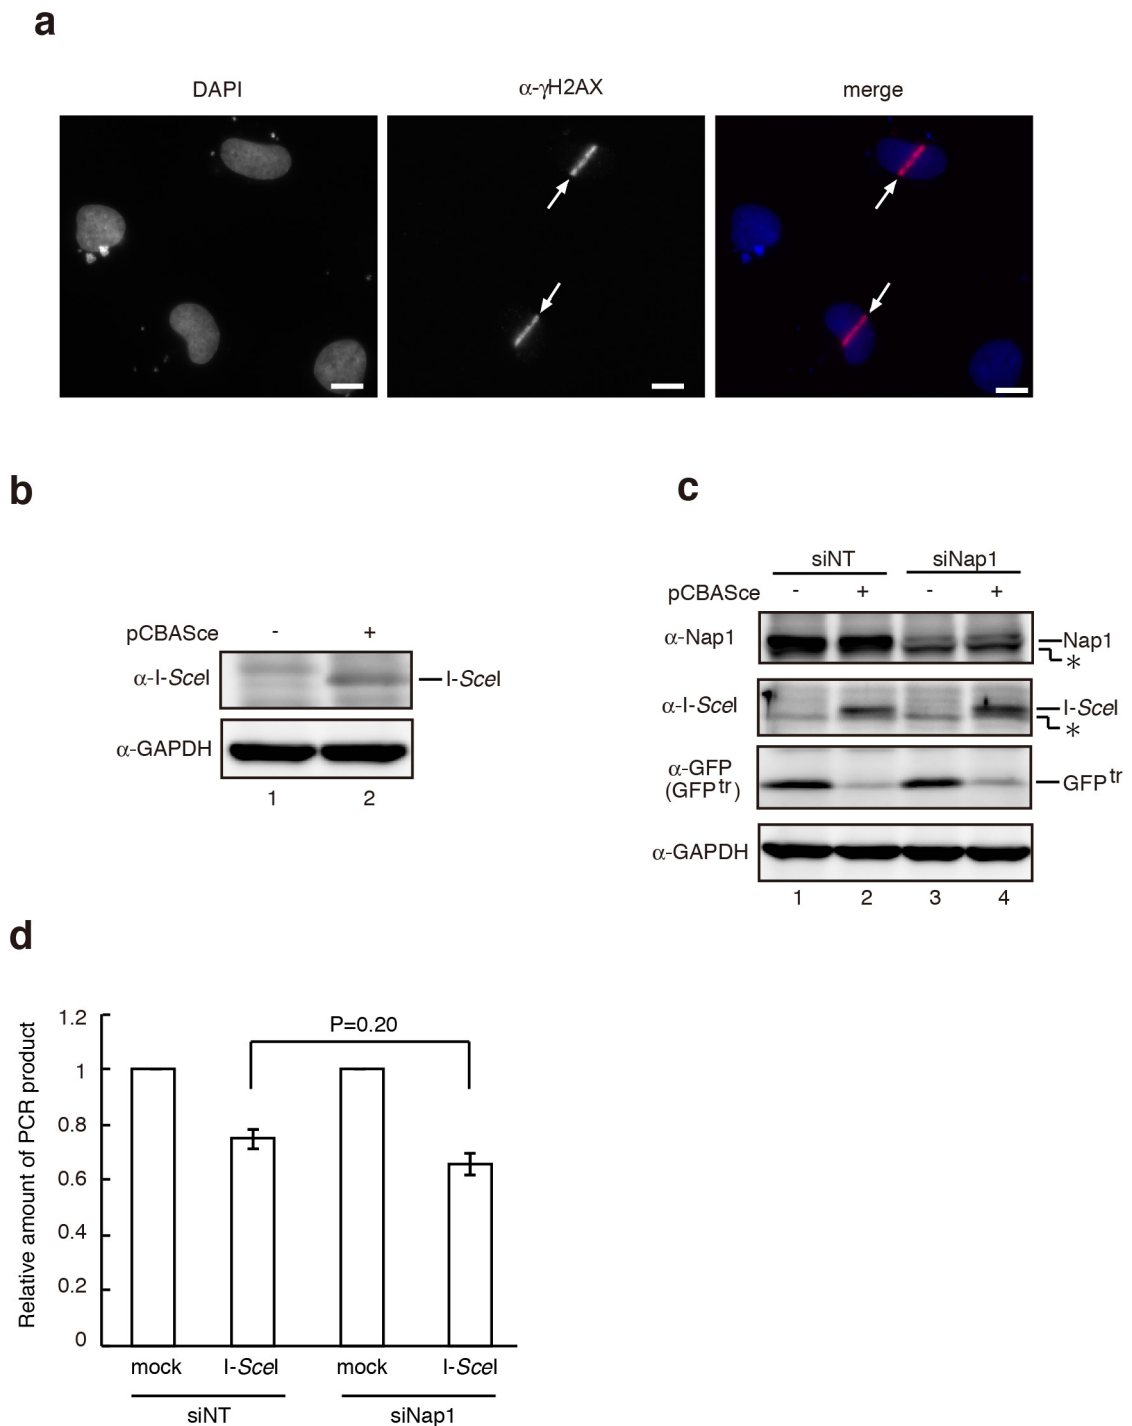 a
DAPI
α-γH2AX
merge
b
pCBASce - +
α-I-SceI
I-SceI
α-GAPDH
1 2
c
siNT siNap1
pCBASce - + - +
α-Nap1
Nap1
*
α-I-SceI
I-SceI
*
α-GFP
(GFPtr)
GFPtr
α-GAPDH
1 2 3 4
d
Relative amount of PCR product
1.2
1
0.8
0.6
0.4
0.2
0
P=0.20
mock I-SceI mock I-SceI
siNT siNap1